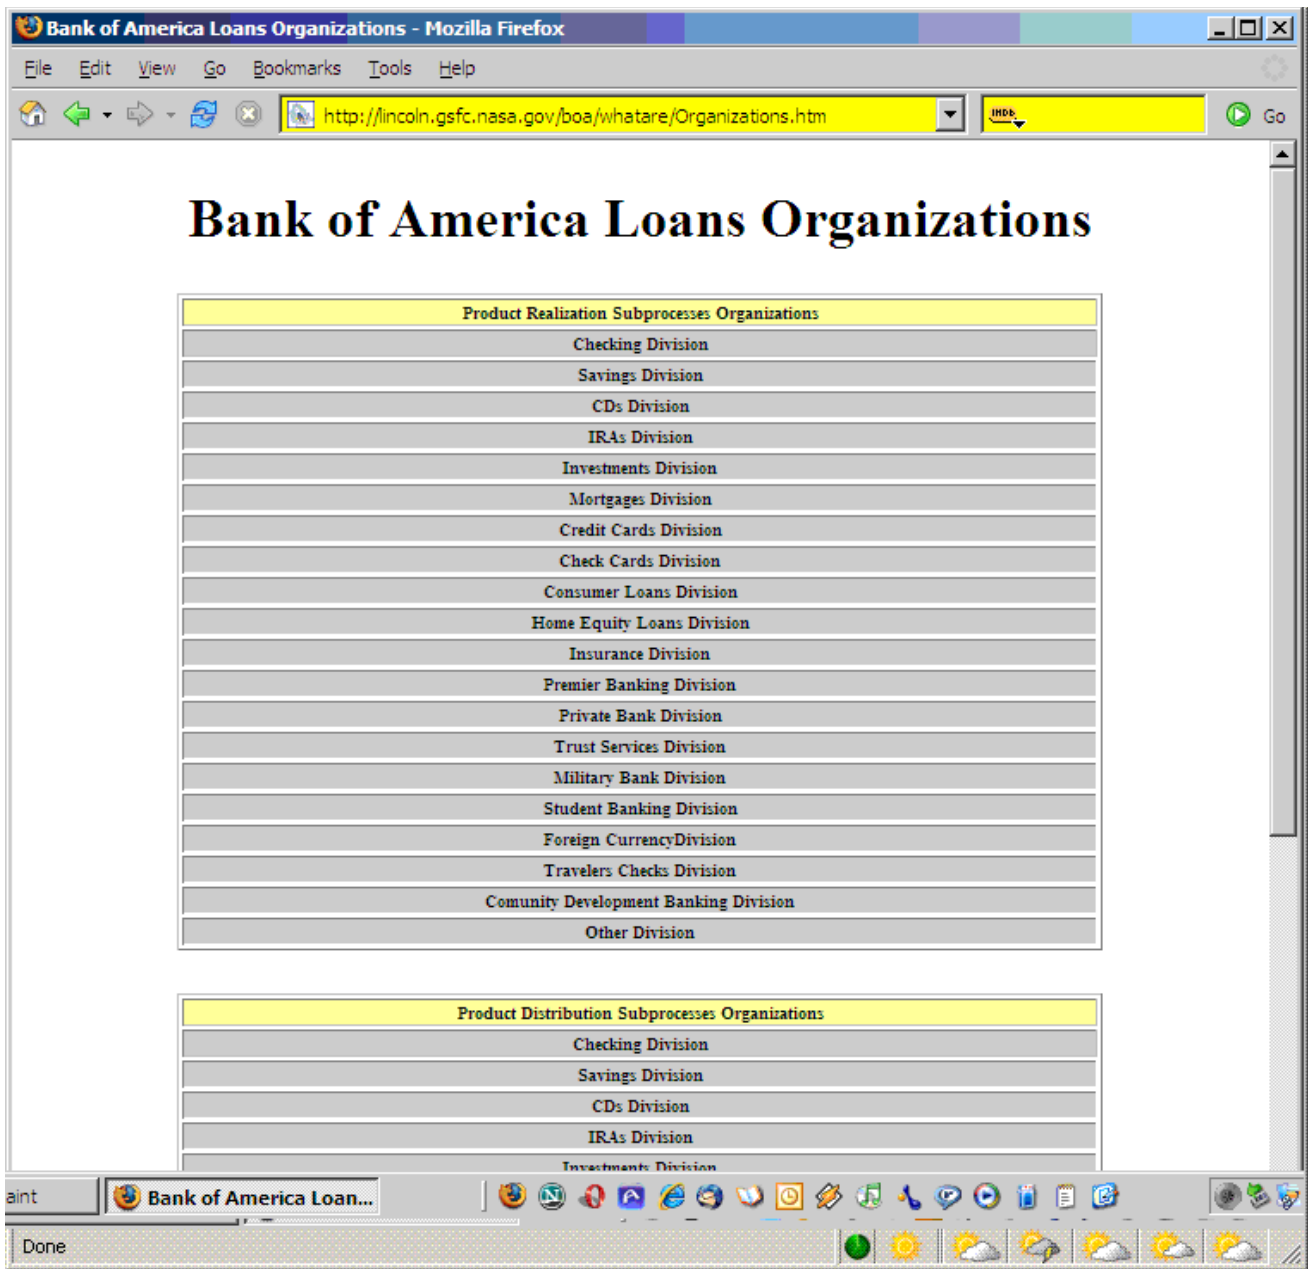 Bank of America Loans Organizations - Mozilla Firefox
File Edit View Go Bookmarks Tools Help
http://lincoln.gsfc.nasa.gov/boa/whatare/Organizations.htm IMDb Go
Bank of America Loans Organizations
Product Realization Subprocesses Organizations
Checking Division
Savings Division
CDs Division
IRAs Division
Investments Division
Mortgages Division
Credit Cards Division
Check Cards Division
Consumer Loans Division
Home Equity Loans Division
Insurance Division
Premier Banking Division
Private Bank Division
Trust Services Division
Military Bank Division
Student Banking Division
Foreign CurrencyDivision
Travelers Checks Division
Comunity Development Banking Division
Other Division
Product Distribution Subprocesses Organizations
Checking Division
Savings Division
CDs Division
IRAs Division
Investments Division
aint Bank of America Loan...
Done